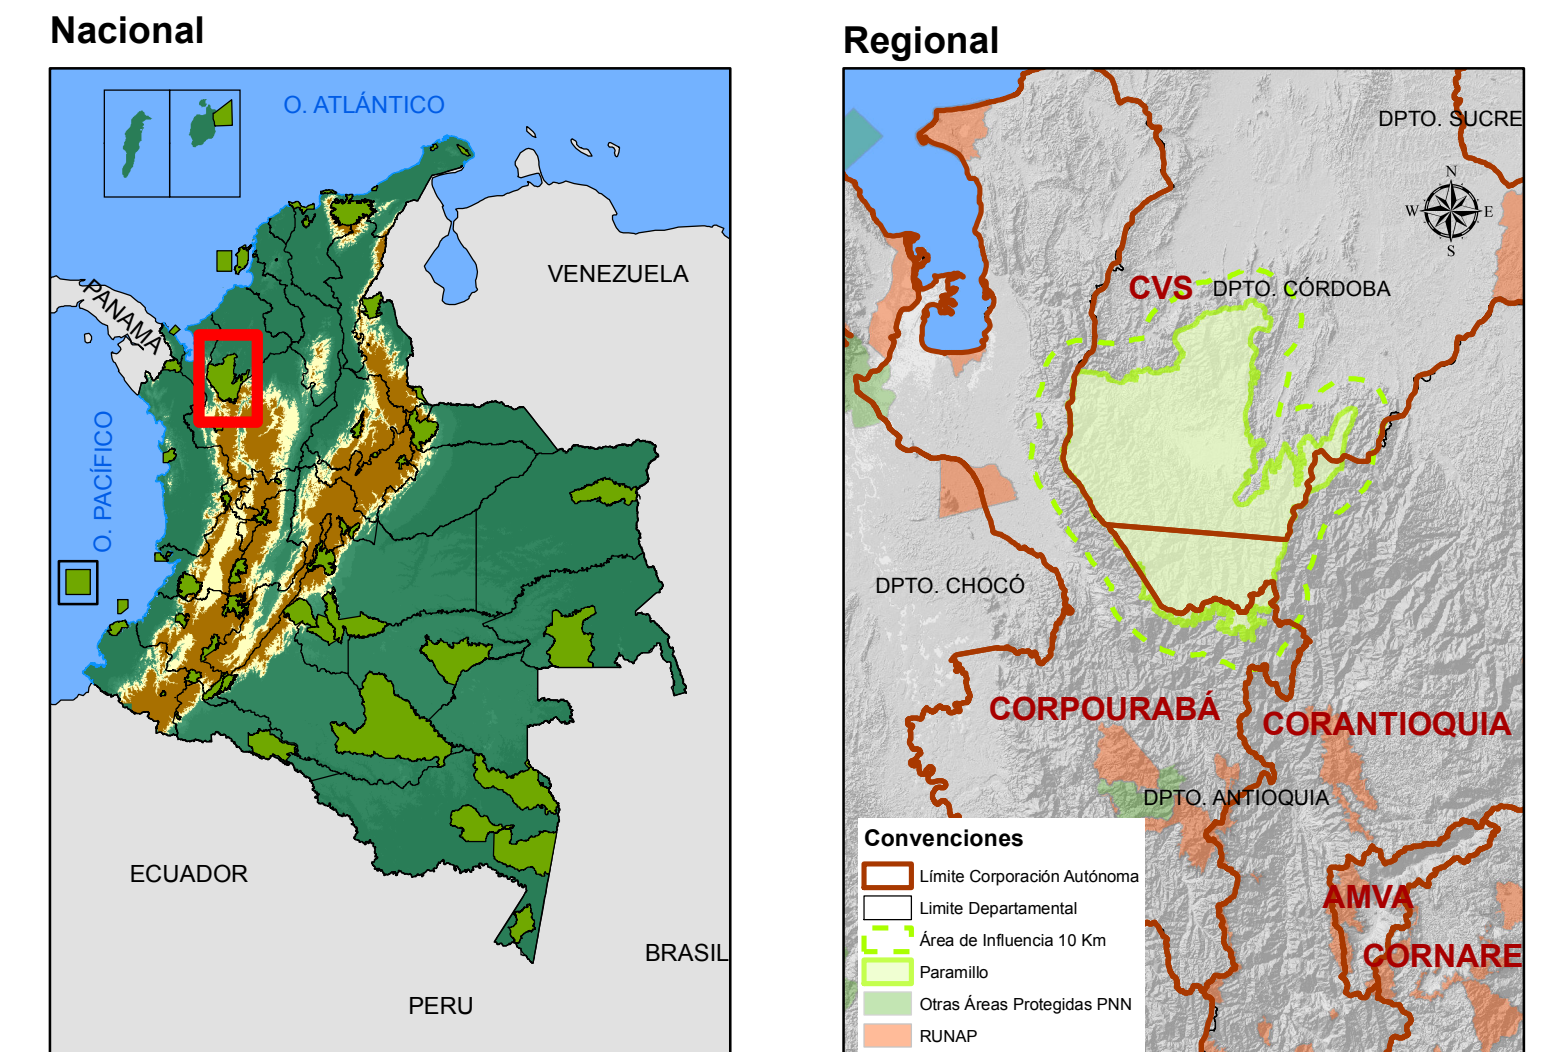 Nacional
O. ATLÁNTICO
VENEZUELA
PANAMÁ
O. PACÍFICO
ECUADOR
BRASIL
PERU
Regional
DPTO. SUCRE
N
W
E
S
CVS
DPTO. CÓRDOBA
DPTO. CHOCÓ
CORPOURABÁ
CORANTIOQUIA
DPTO. ANTIOQUIA
AMVA
CORNARE
Convenciones
Límite Corporación Autónoma
Limite Departamental
Área de Influencia 10 Km
Paramillo
Otras Áreas Protegidas PNN
RUNAP